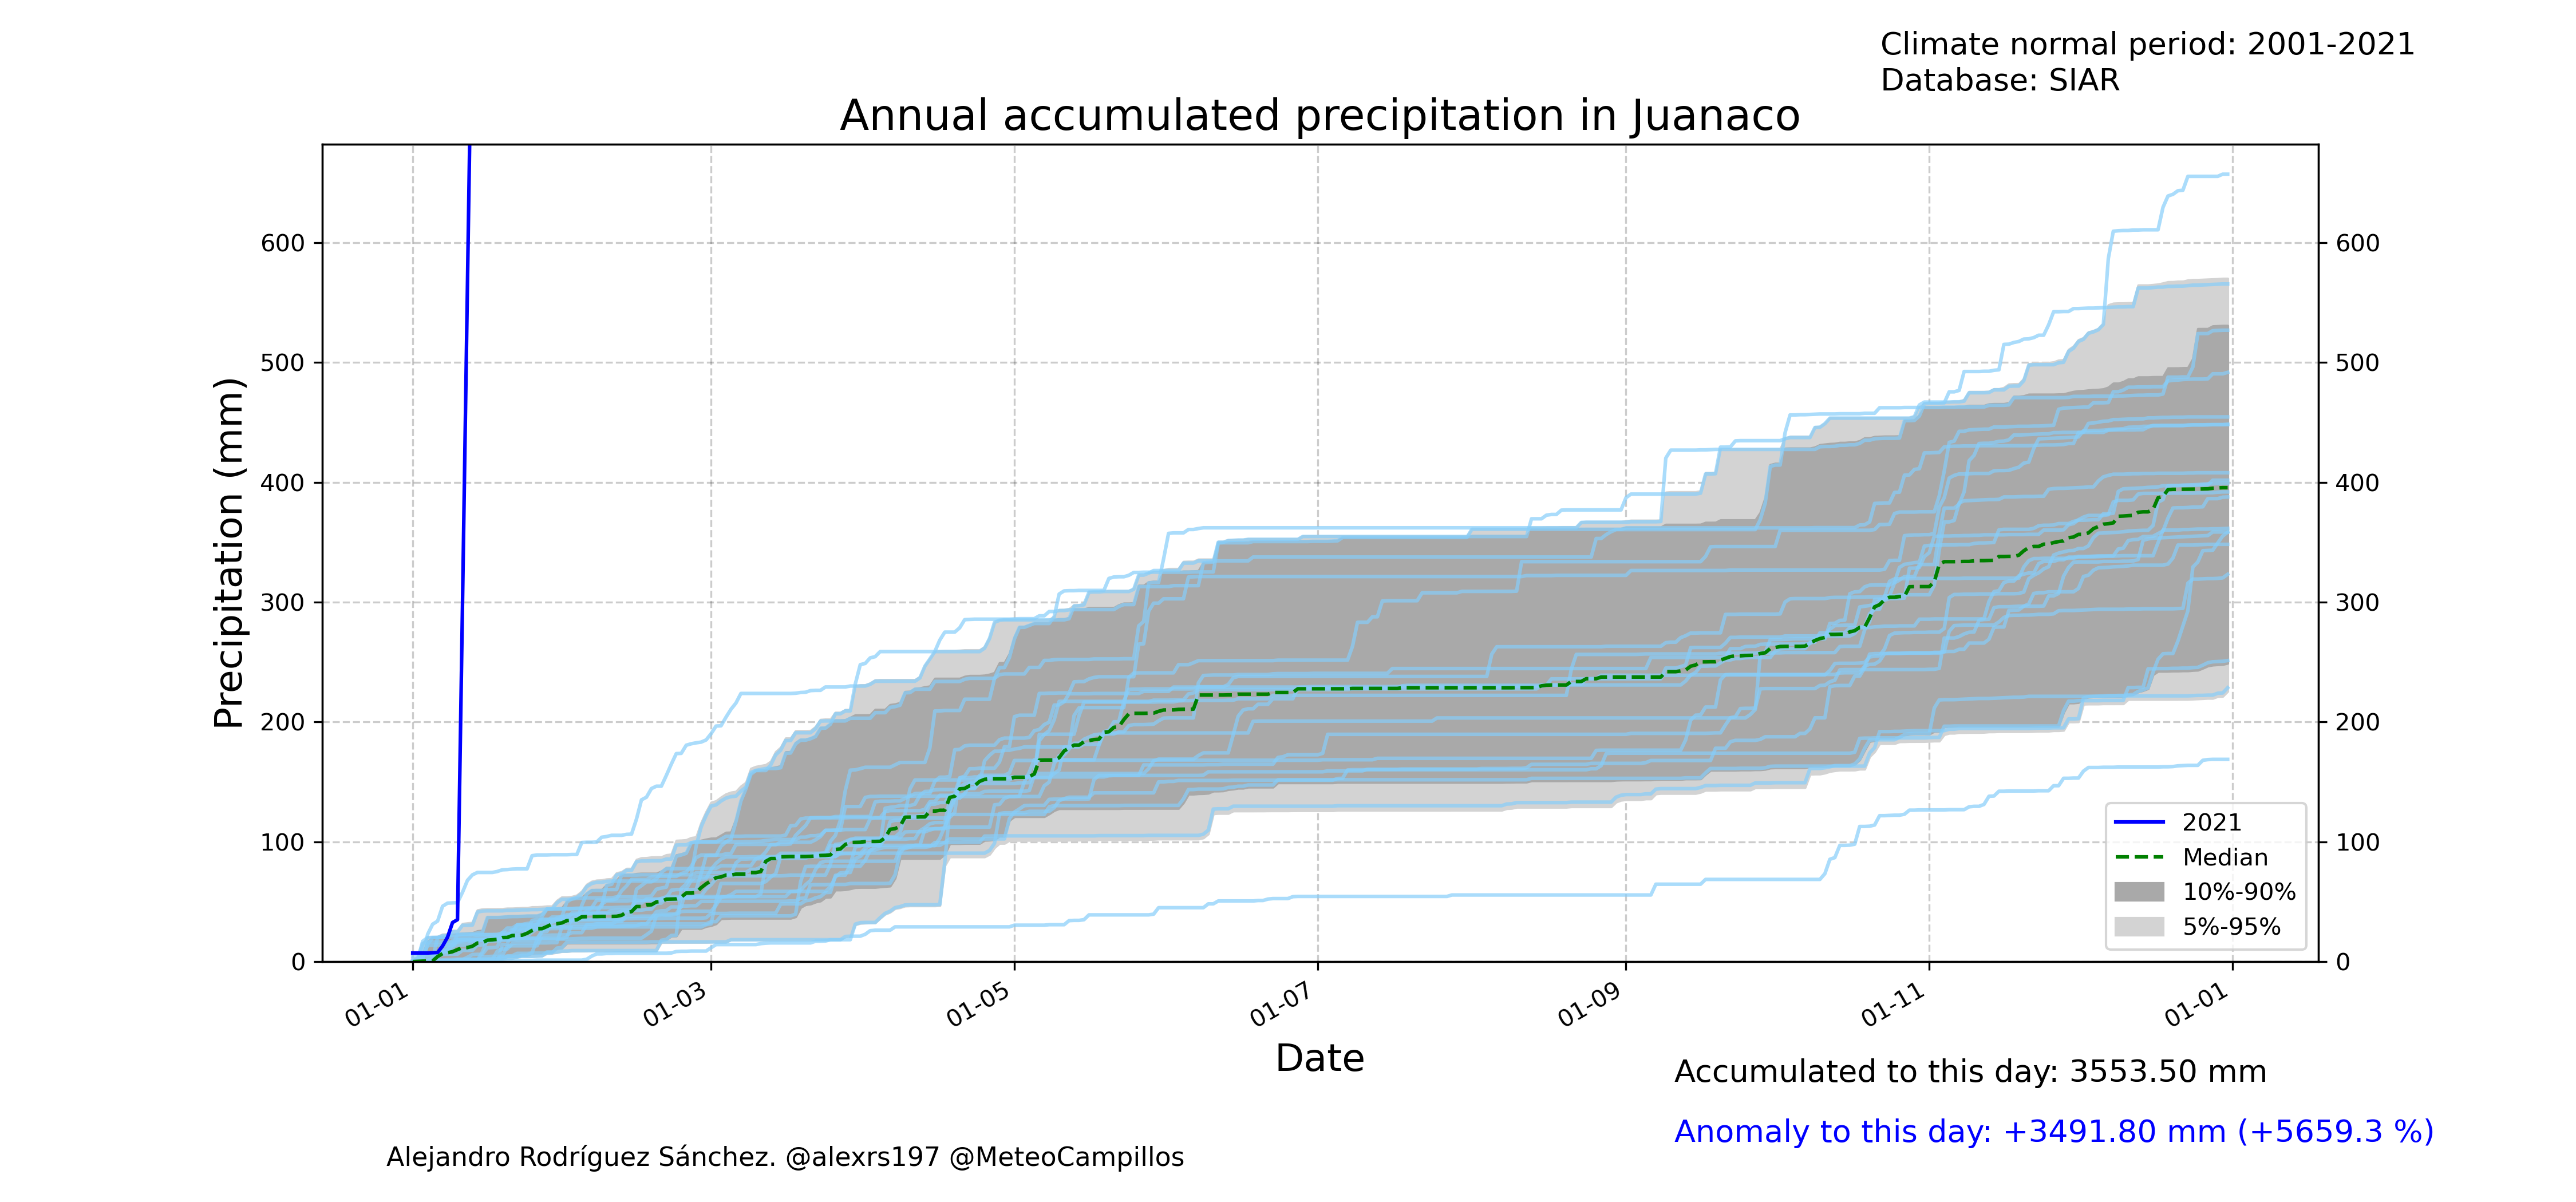 Climate normal period: 2001-2021
Database: SIAR
Annual accumulated precipitation in Juanaco
Precipitation (mm)
600
500
400
300
200
100
0
600
500
400
300
200
100
0
2021
Median
10%-90%
5%-95%
01-01
01-03
01-05
01-07
01-09
01-11
01-01
Date
Accumulated to this day: 3553.50 mm
Anomaly to this day: +3491.80 mm (+5659.3 %)
Alejandro Rodríguez Sánchez. @alexrs197 @MeteoCampillos